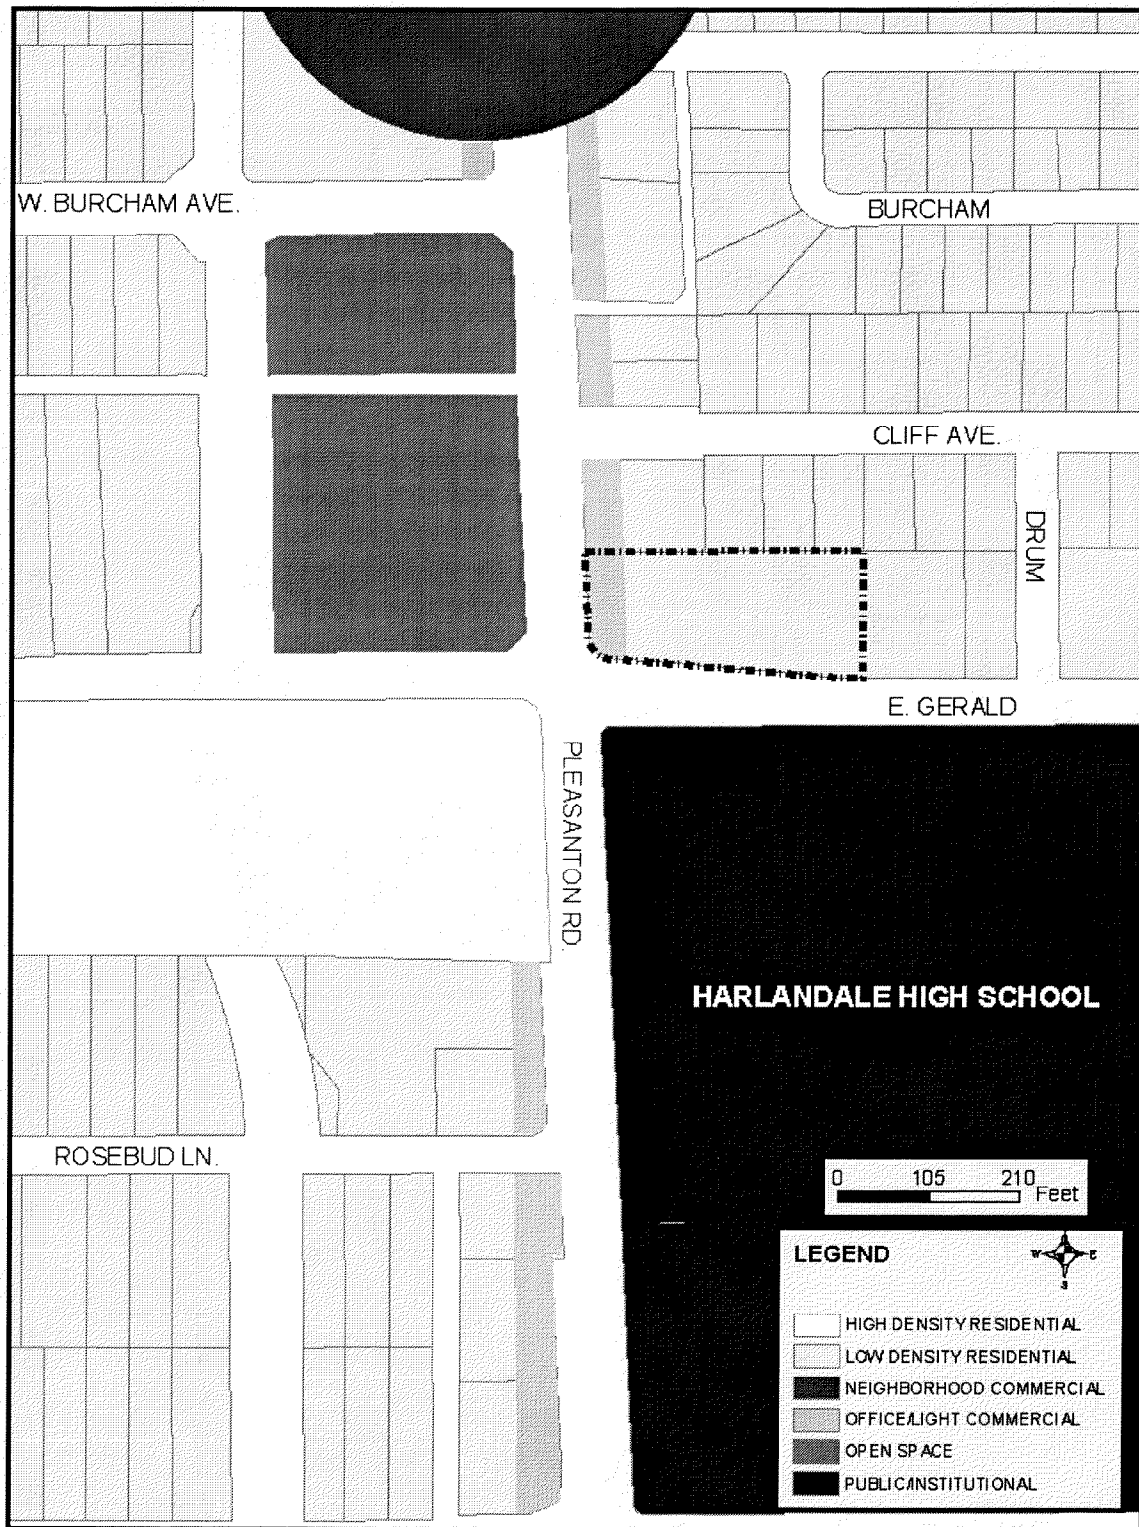 W. BURCHAM AVE.
BURCHAM
CLIFF AVE.
DRUM
E. GERALD
PLEASANTON RD.
HARLANDALE HIGH SCHOOL
ROSEBUD LN.
0 105 210
Feet
LEGEND
W E
S
HIGH DENSITY RESIDENTIAL
LOW DENSITY RESIDENTIAL
NEIGHBORHOOD COMMERCIAL
OFFICE/LIGHT COMMERCIAL
OPEN SPACE
PUBLIC/INSTITUTIONAL